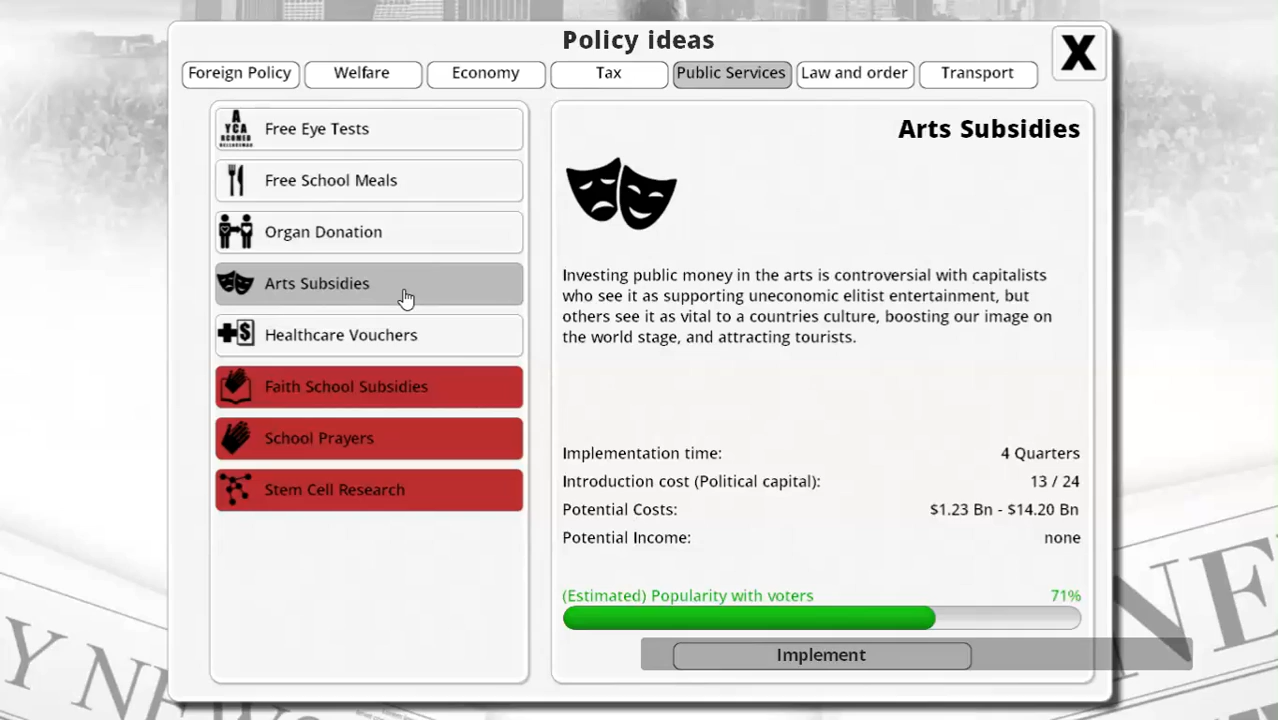 Policy ideas
X
Foreign Policy
Welfare
Economy
Tax
Public Services
Law and order
Transport
Free Eye Tests
Free School Meals
Organ Donation
Arts Subsidies
Healthcare Vouchers
Faith School Subsidies
School Prayers
Stem Cell Research
Arts Subsidies
Investing public money in the arts is controversial with capitalists
who see it as supporting uneconomic elitist entertainment, but
others see it as vital to a countries culture, boosting our image on
the world stage, and attracting tourists.
Implementation time: 4 Quarters
Introduction cost (Political capital): 13 / 24
Potential Costs: $1.23 Bn - $14.20 Bn
Potential Income: none
(Estimated) Popularity with voters 71%
Implement